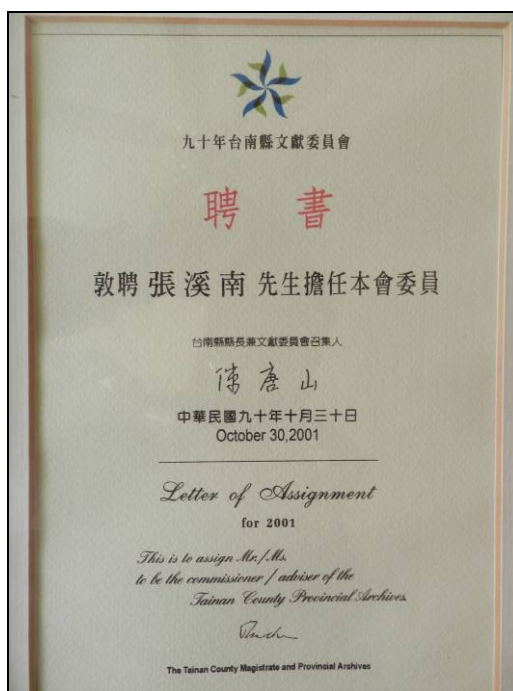 九十年台南縣文獻委員會
聘書
敦聘張溪南先生擔任本會委員
台南縣縣長兼文獻委員會召集人
陳唐山
中華民國九十年十月三十日
October 30,2001
Letter of Assignment
for 2001
This is to assign Mr./Ms.
to be the commissioner / adviser of the
Tainan County Provincial Archives.
The Tainan County Magistrate and Provincial Archives